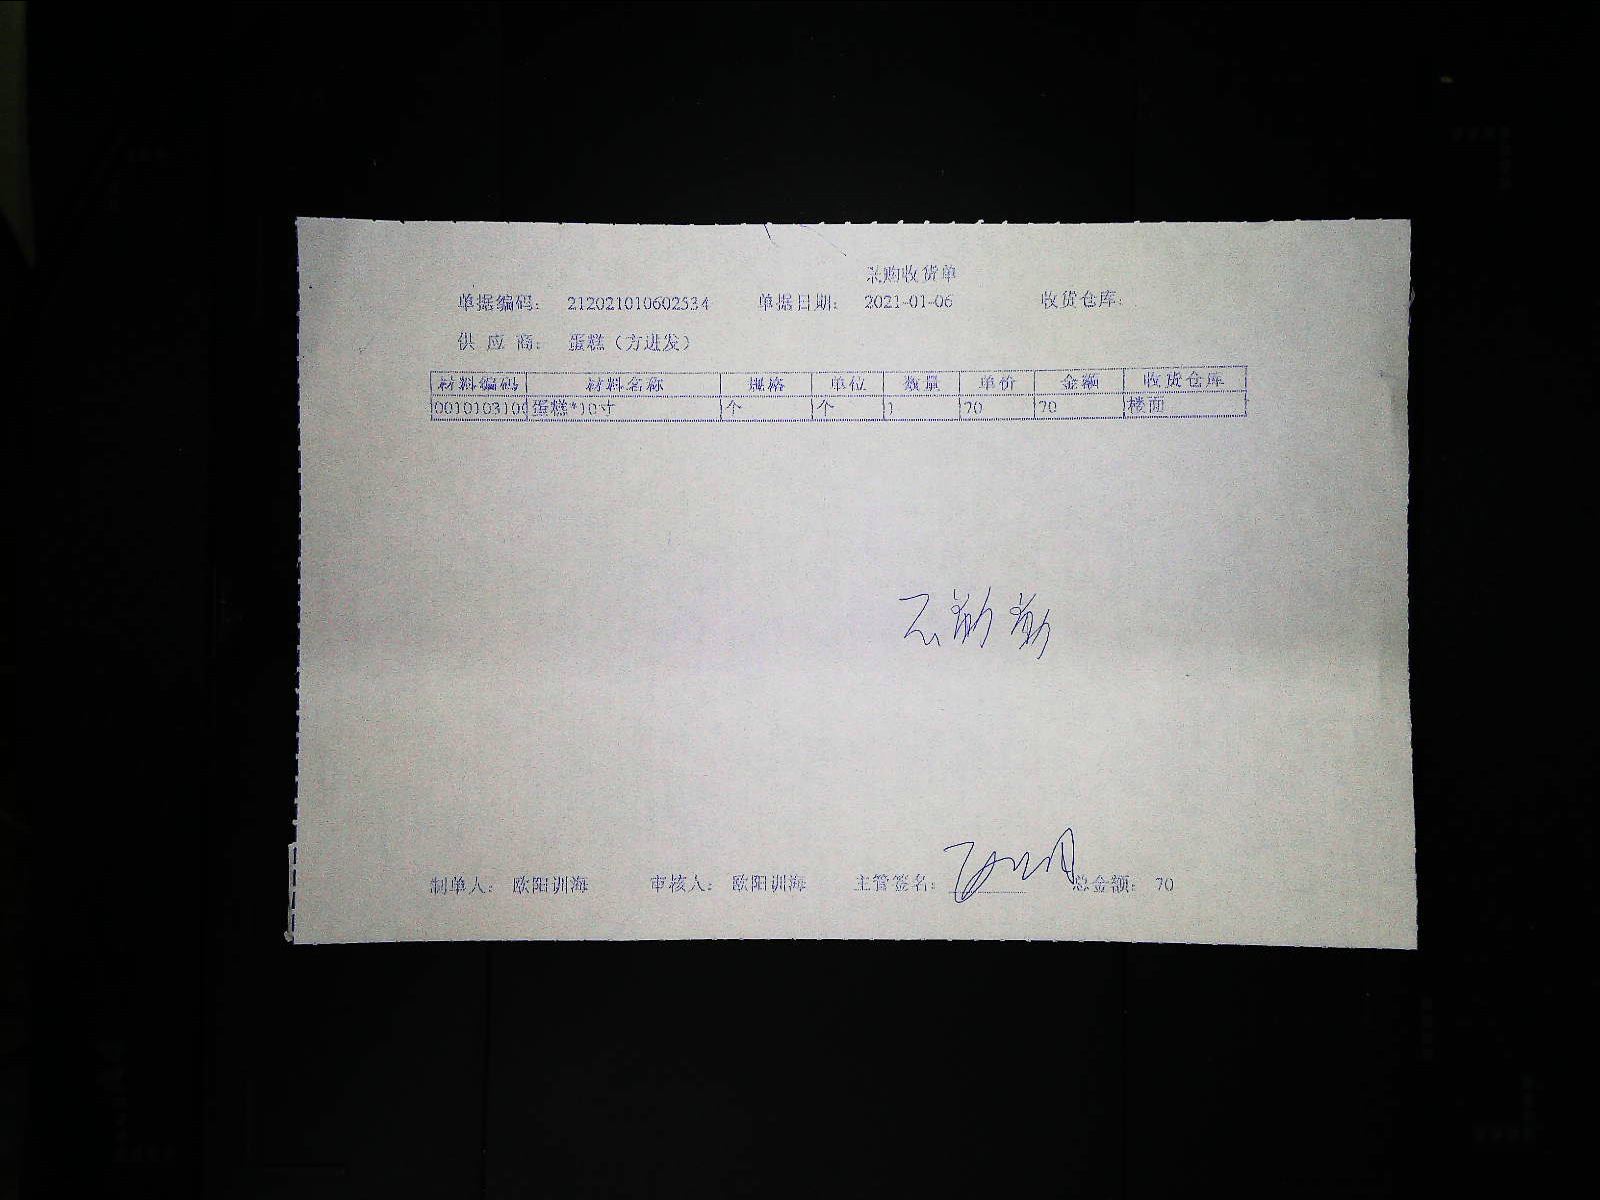 采购收货单
单据编码： 212021010602534 单据日期： 2021-01-06 收货仓库：
供 应 商： 蛋糕（方进发）
材料编码 材料名称 规格 单位 数量 单价 金额 收货仓库
0010103100 蛋糕*10寸 个 个 1 70 70 楼面
制单人： 欧阳训海 审核人： 欧阳训海 主管签名： 总金额： 70